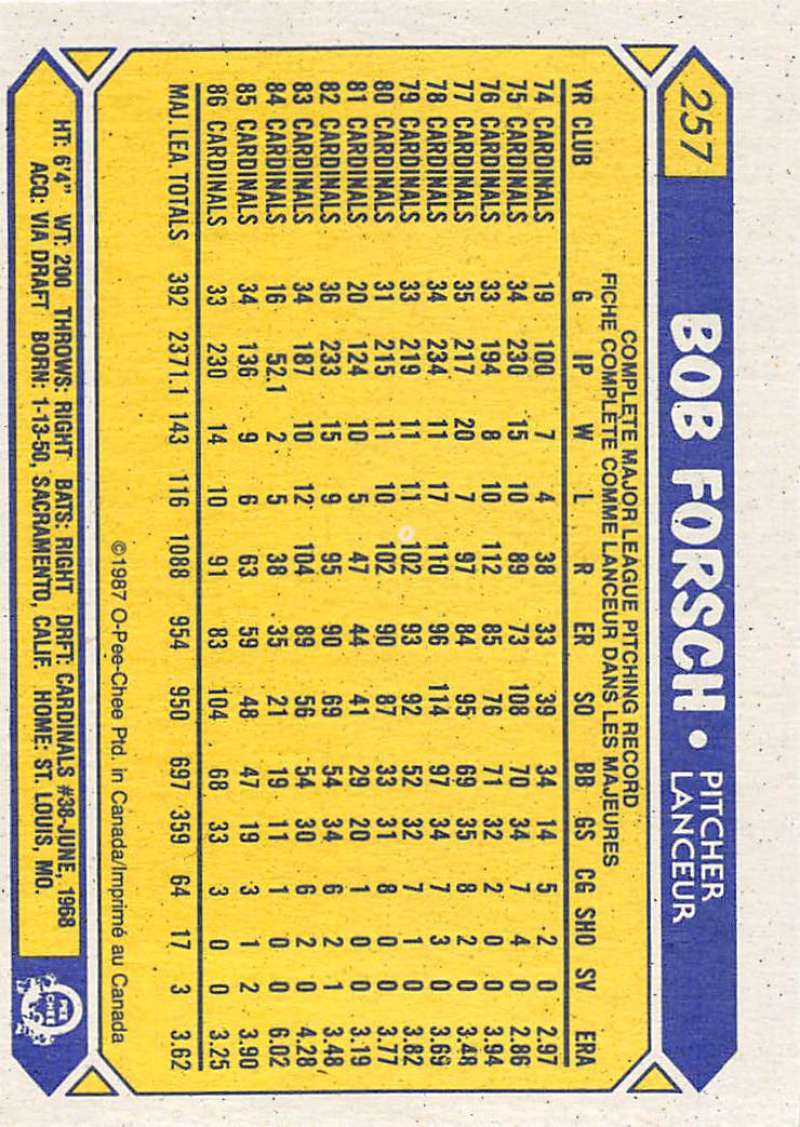 257
BOB FORSCH • PITCHER
LANCEUR
COMPLETE MAJOR LEAGUE PITCHING RECORD
FICHE COMPLÈTE COMME LANCEUR DANS LES MAJEURES
YR CLUB G IP W L R ER SO BB GS CG SHO SV ERA
74 CARDINALS 19 100 7 4 38 33 39 34 14 5 2 0 2.97
75 CARDINALS 34 230 15 10 89 73 108 70 34 7 4 0 2.86
76 CARDINALS 33 194 8 10 112 85 76 71 32 2 0 0 3.94
77 CARDINALS 35 217 20 7 97 84 95 69 35 8 2 0 3.48
78 CARDINALS 34 234 11 17 110 96 114 97 34 7 3 0 3.69
79 CARDINALS 33 219 11 11 102 93 92 52 32 7 1 0 3.82
80 CARDINALS 31 215 11 10 102 90 87 33 31 8 0 0 3.77
81 CARDINALS 20 124 10 5 47 44 41 29 20 1 0 0 3.19
82 CARDINALS 36 233 15 9 95 90 69 54 34 6 2 1 3.48
83 CARDINALS 34 187 10 12 104 89 56 54 30 6 2 0 4.28
84 CARDINALS 16 52.1 2 5 38 35 21 19 11 1 0 0 6.02
85 CARDINALS 34 136 9 6 63 59 48 47 19 3 1 2 3.90
86 CARDINALS 33 230 14 10 91 83 104 68 33 3 0 0 3.25
MAJ. LEA. TOTALS 392 2371.1 143 116 1088 954 950 697 359 64 17 3 3.62
©1987 O-Pee-Chee Ptd. in Canada/Imprimé au Canada
HT: 6'4" WT: 200 THROWS: RIGHT BATS: RIGHT DRFT: CARDINALS #38-JUNE, 1968
ACQ: VIA DRAFT BORN: 1-13-50, SACRAMENTO, CALIF. HOME: ST. LOUIS, MO.
O
PEE
CHEE